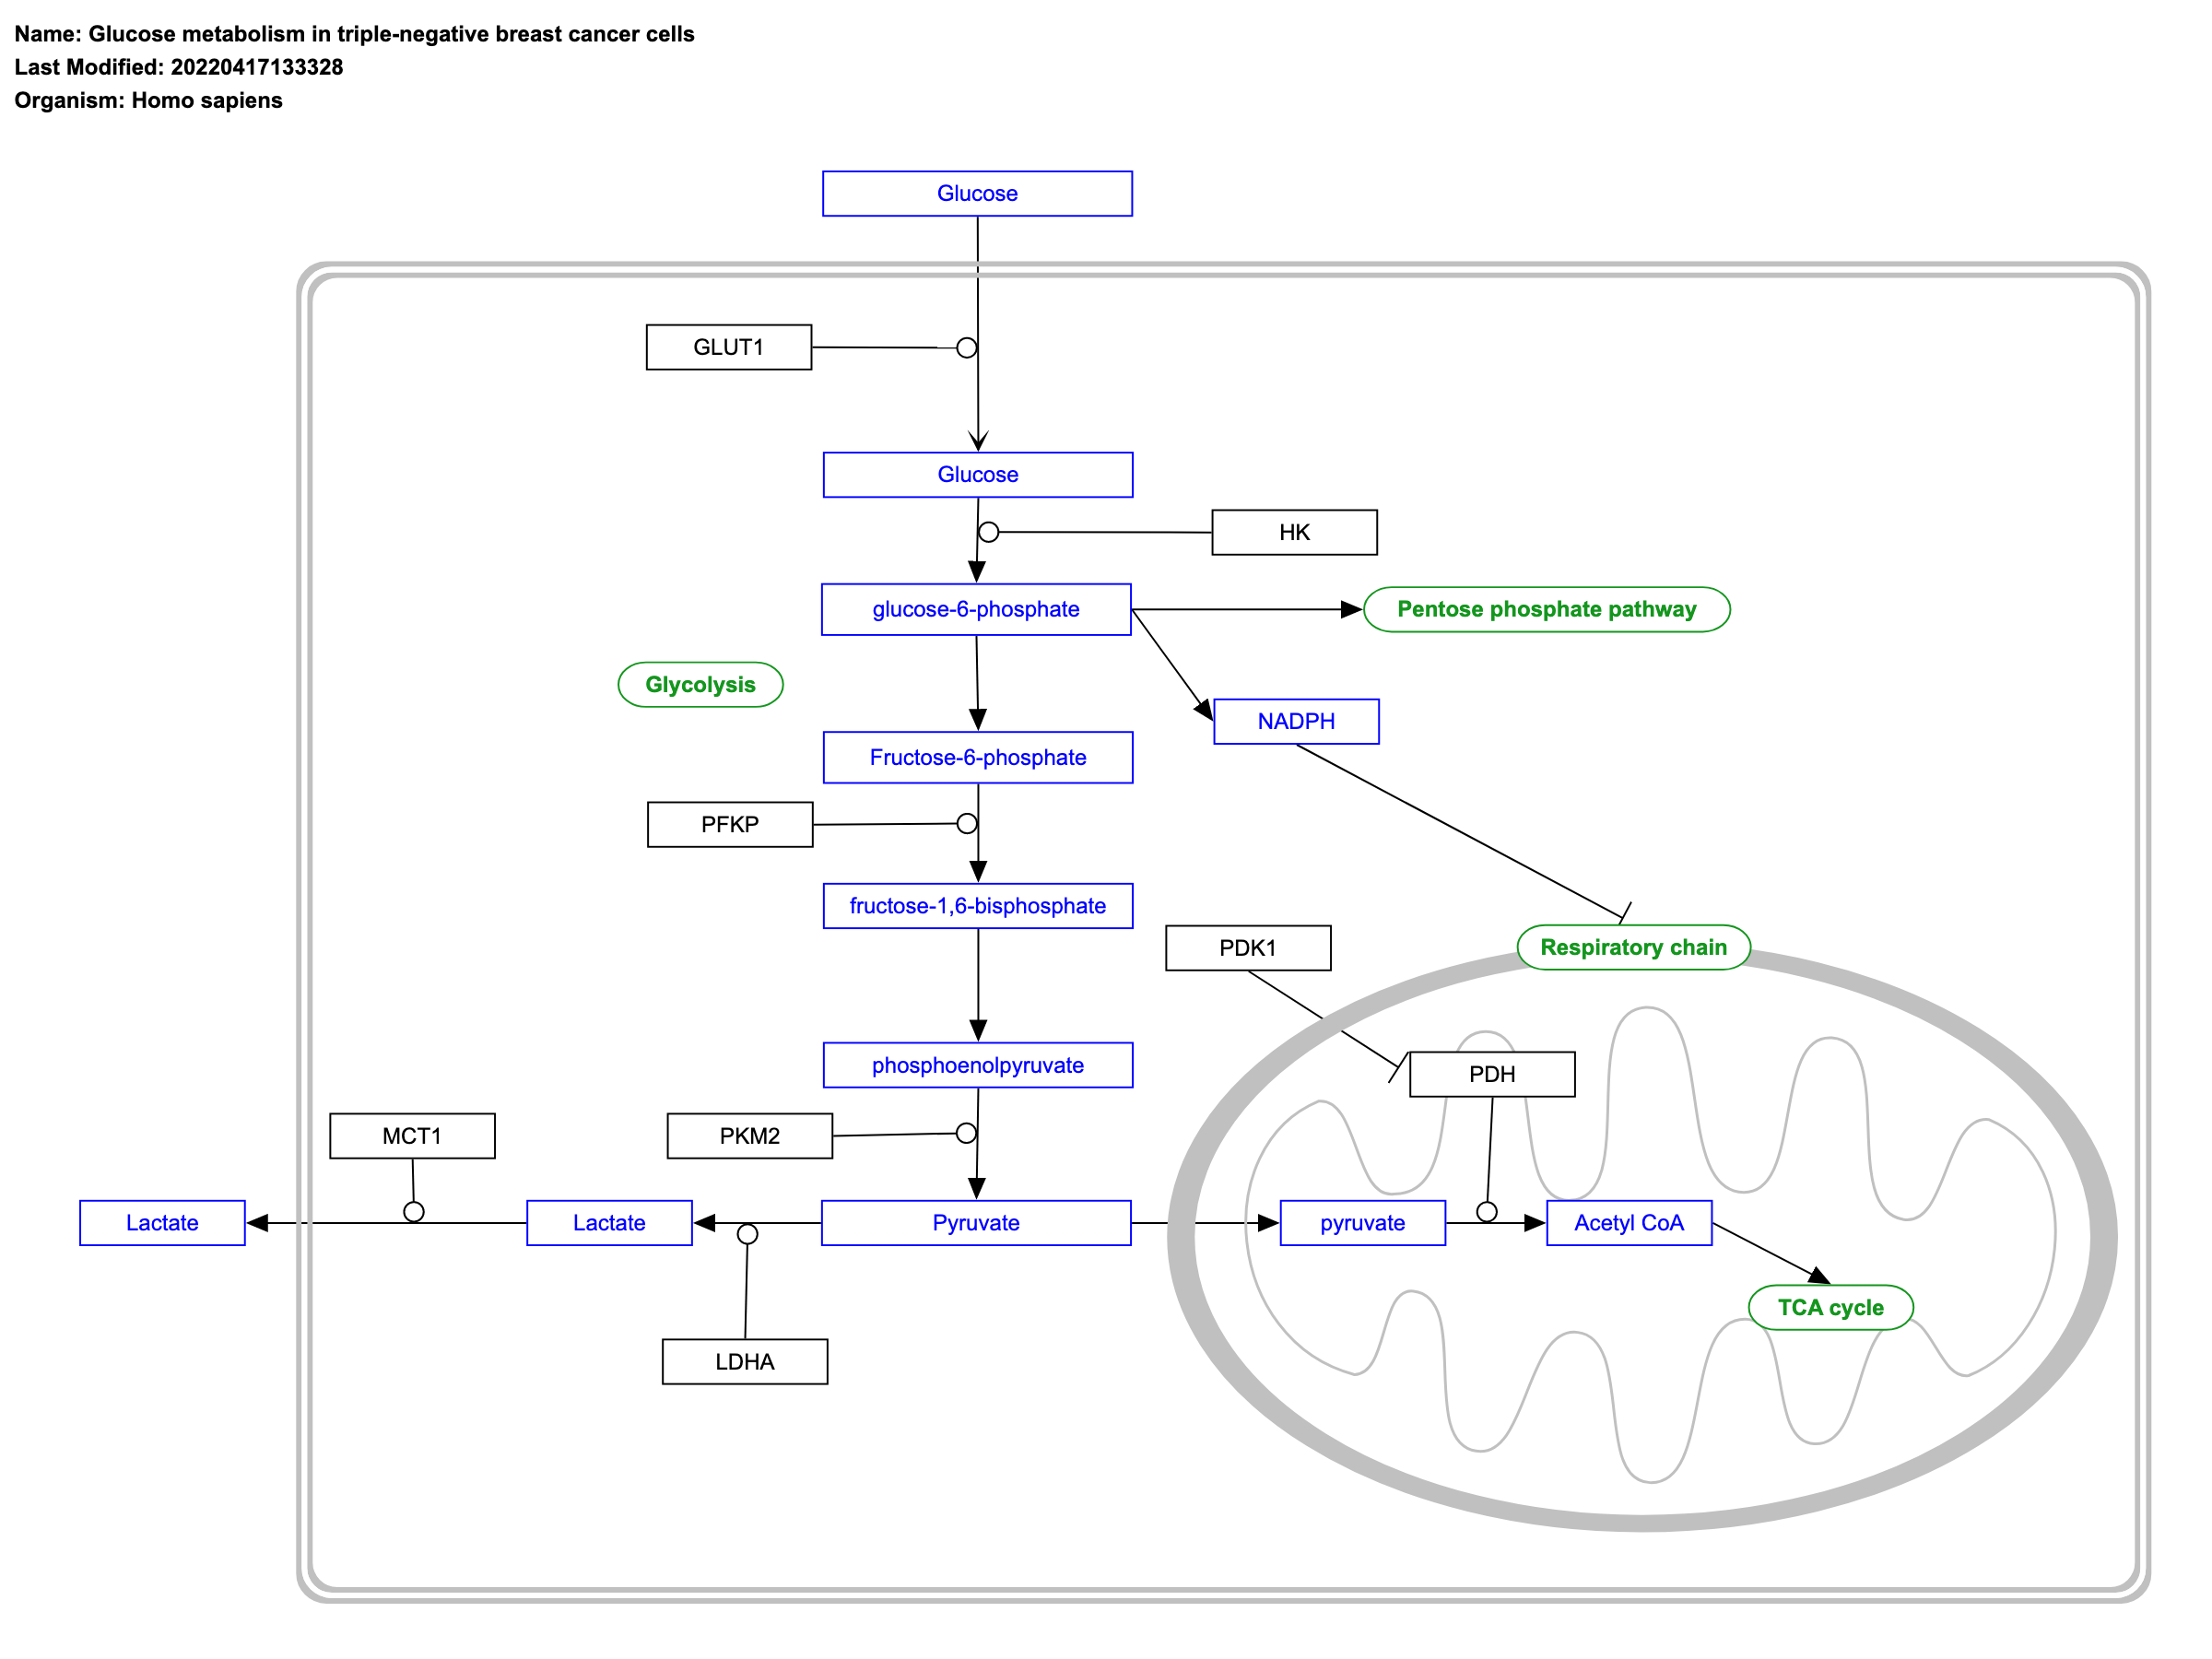 Name: Glucose metabolism in triple-negative breast cancer cells
Last Modified: 20220417133328
Organism: Homo sapiens
Glucose
GLUT1
Glucose
HK
glucose-6-phosphate
Pentose phosphate pathway
Glycolysis
NADPH
Fructose-6-phosphate
PFKP
fructose-1,6-bisphosphate
PDK1
Respiratory chain
phosphoenolpyruvate
PDH
MCT1
PKM2
Lactate
Lactate
Pyruvate
pyruvate
Acetyl CoA
TCA cycle
LDHA